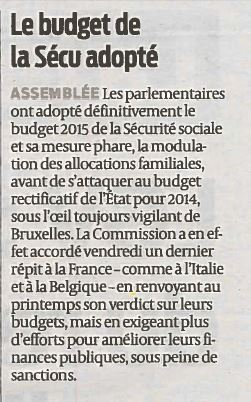 Le budget de
la Sécu adopté
ASSEMBLÉE Les parlementaires
ont adopté définitivement le
budget 2015 de la Sécurité sociale
et sa mesure phare, la modula-
tion des allocations familiales,
avant de s'attaquer au budget
rectificatif de l'État pour 2014,
sous l'œil toujours vigilant de
Bruxelles. La Commission a en ef-
fet accordé vendredi un dernier
répit à la France – comme à l'Italie
et à la Belgique – en renvoyant au
printemps son verdict sur leurs
budgets, mais en exigeant plus
d'efforts pour améliorer leurs fi-
nances publiques, sous peine de
sanctions.